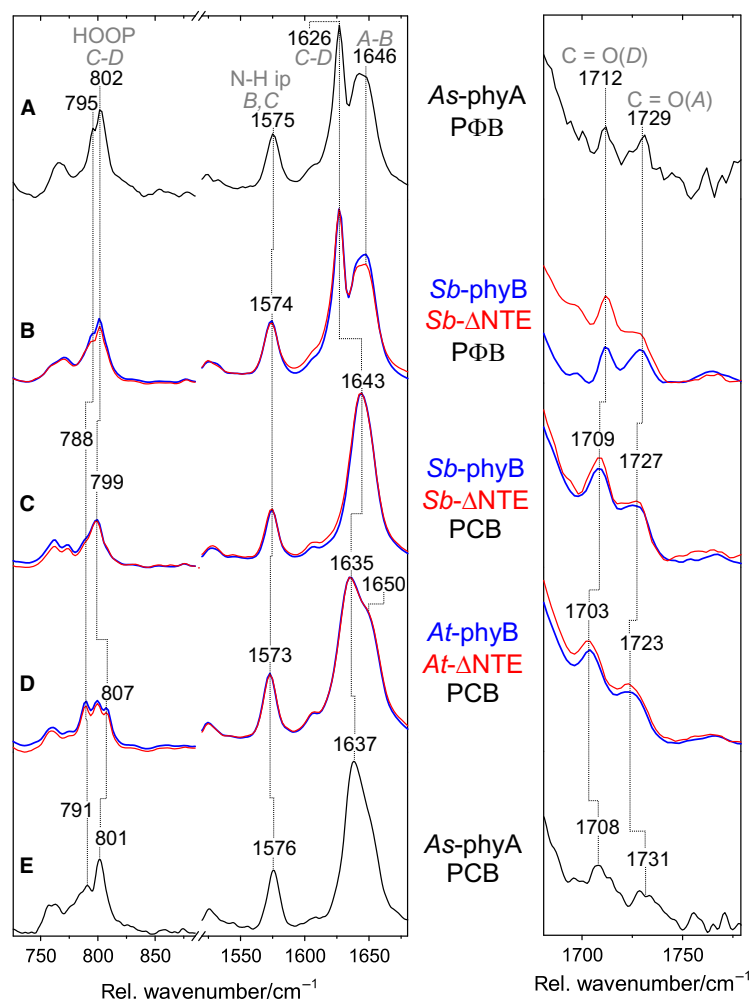 HOOP
C-D
802
795
A
1626
C-D
A-B
1646
N-H ip
B,C
1575
As-phyA
PΦB
C = O(D)
1712
C = O(A)
1729
B
1574
Sb-phyB
Sb-ΔNTE
PΦB
788
799
C
1643
Sb-phyB
Sb-ΔNTE
PCB
1709
1727
D
807
1573
1635
1650
At-phyB
At-ΔNTE
PCB
1703
1723
E
791
801
1576
1637
As-phyA
PCB
1708
1731
750 800 850 1550 1600 1650
Rel. wavenumber/cm⁻¹
1700 1750
Rel. wavenumber/cm⁻¹